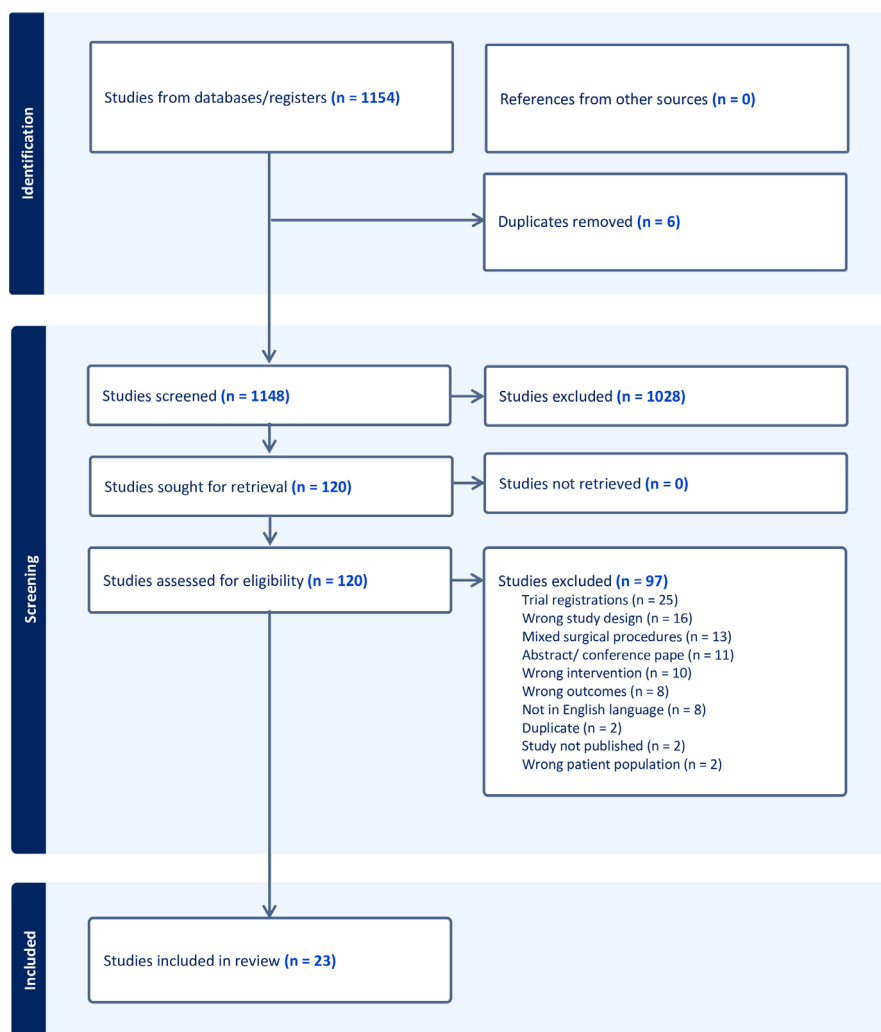 Identification
Studies from databases/registers (n = 1154)
References from other sources (n = 0)
Duplicates removed (n = 6)
Screening
Studies screened (n = 1148)
Studies excluded (n = 1028)
Studies sought for retrieval (n = 120)
Studies not retrieved (n = 0)
Studies assessed for eligibility (n = 120)
Studies excluded (n = 97)
Trial registrations (n = 25)
Wrong study design (n = 16)
Mixed surgical procedures (n = 13)
Abstract/ conference pape (n = 11)
Wrong intervention (n = 10)
Wrong outcomes (n = 8)
Not in English language (n = 8)
Duplicate (n = 2)
Study not published (n = 2)
Wrong patient population (n = 2)
Included
Studies included in review (n = 23)